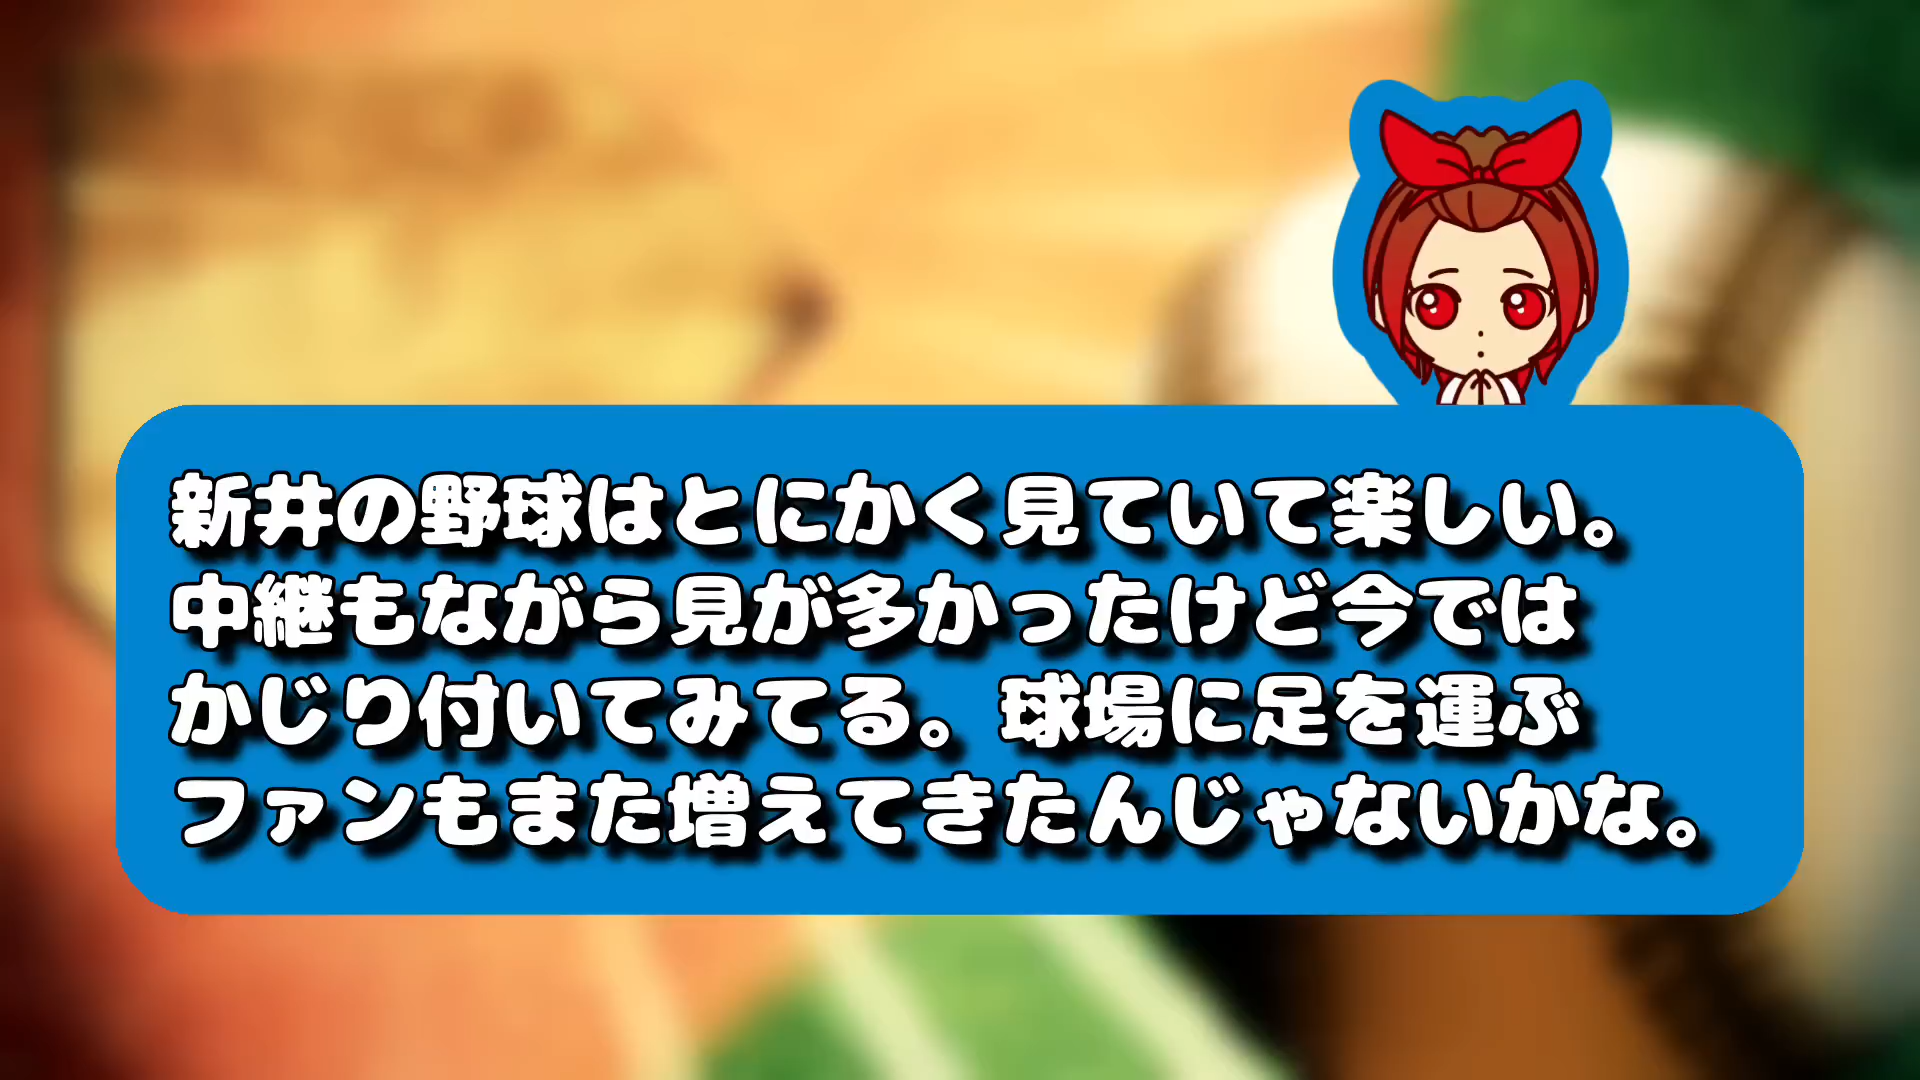 新井の野球はとにかく見ていて楽しい。
中継もながら見が多かったけど今では
かじり付いてみてる。球場に足を運ぶ
ファンもまた増えてきたんじゃないかな。